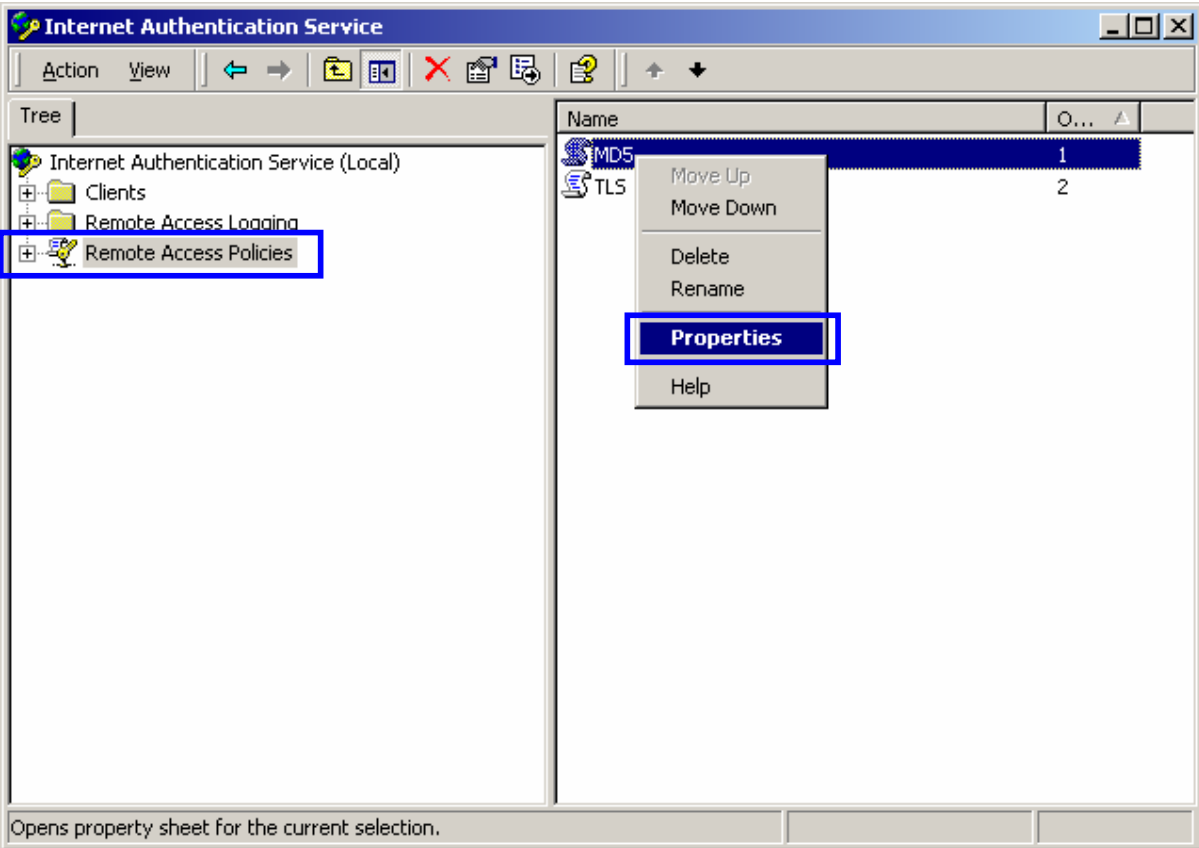 Internet Authentication Service
Action View
Tree
Internet Authentication Service (Local)
Clients
Remote Access Logging
Remote Access Policies
Name O...
MD5 1
TLS 2
Move Up
Move Down
Delete
Rename
Properties
Help
Opens property sheet for the current selection.